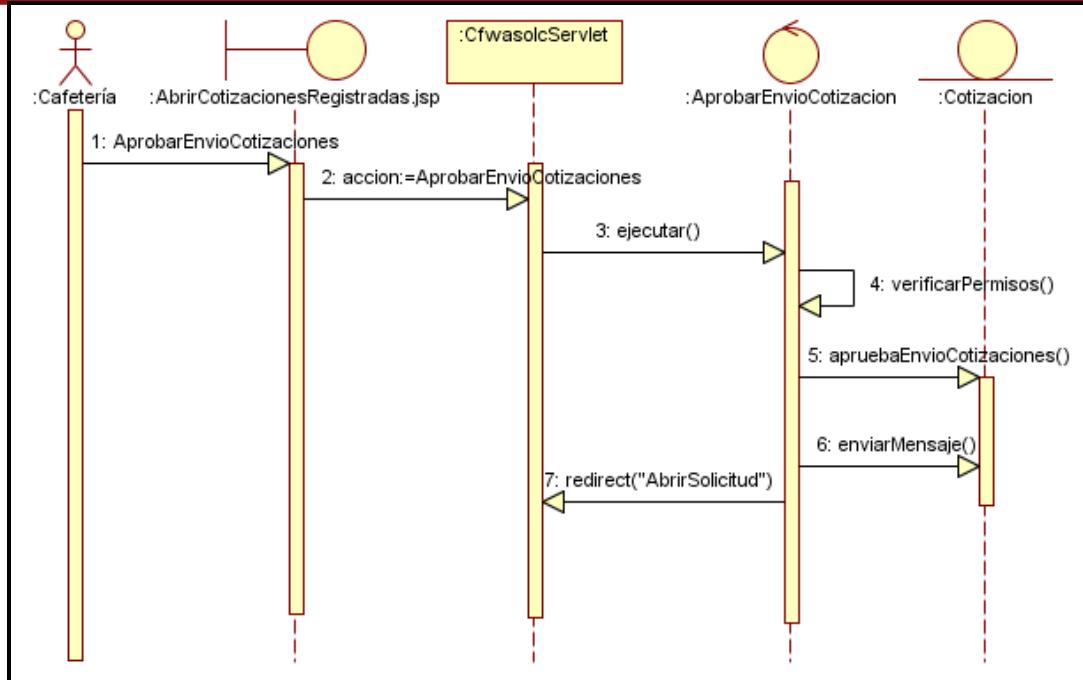 :CfwasolcServlet
:Cafetería
:AbrirCotizacionesRegistradas.jsp
:AprobarEnvioCotizacion
:Cotizacion
1: AprobarEnvioCotizaciones
2: accion:=AprobarEnvioCotizaciones
3: ejecutar()
4: verificarPermisos()
5: apruebaEnvioCotizaciones()
6: enviarMensaje()
7: redirect("AbrirSolicitud")